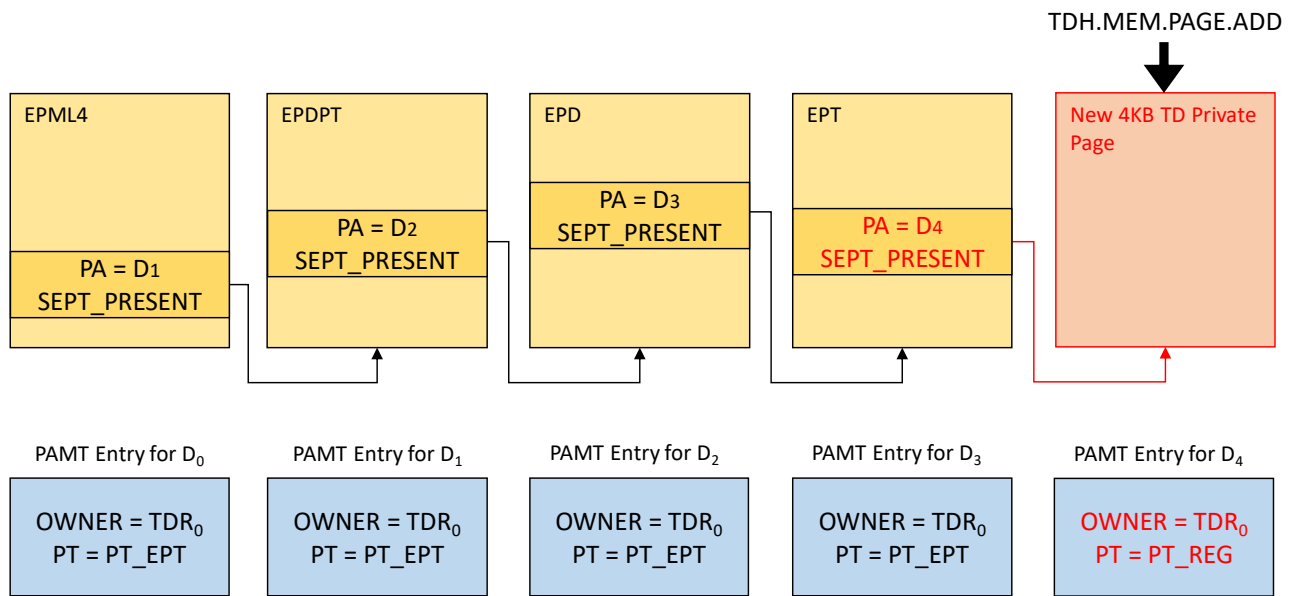 TDH.MEM.PAGE.ADD
EPML4
PA = D1
SEPT_PRESENT
EPDPT
PA = D2
SEPT_PRESENT
EPD
PA = D3
SEPT_PRESENT
EPT
PA = D4
SEPT_PRESENT
New 4KB TD Private
Page
PAMT Entry for D₀
OWNER = TDR₀
PT = PT_EPT
PAMT Entry for D₁
OWNER = TDR₀
PT = PT_EPT
PAMT Entry for D₂
OWNER = TDR₀
PT = PT_EPT
PAMT Entry for D₃
OWNER = TDR₀
PT = PT_EPT
PAMT Entry for D₄
OWNER = TDR₀
PT = PT_REG